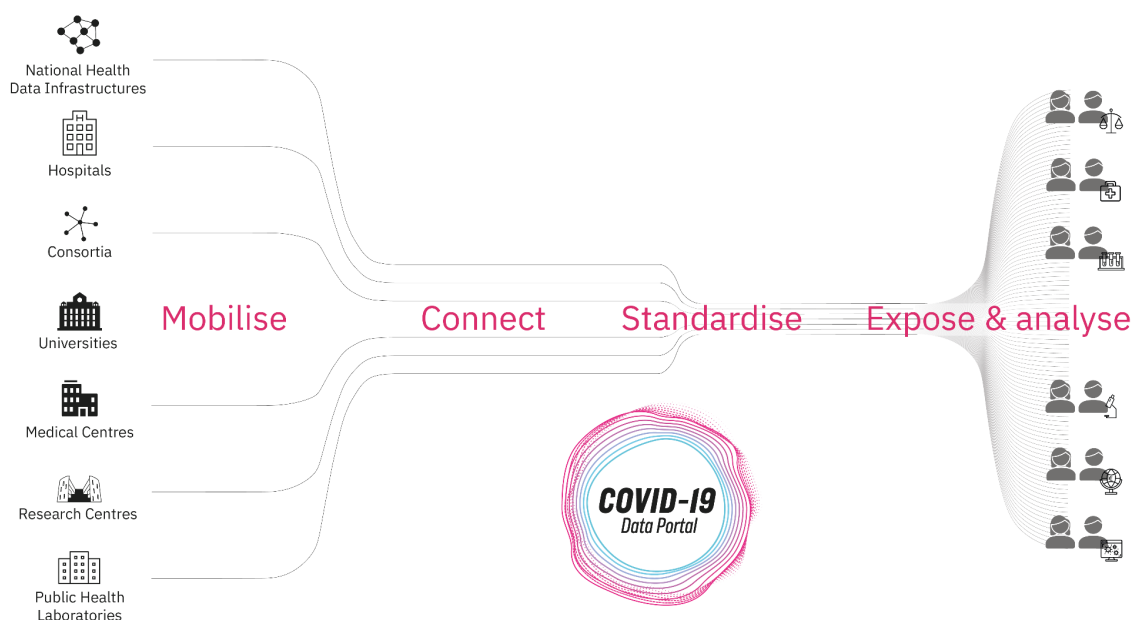 National Health
Data Infrastructures
Hospitals
Consortia
Universities
Medical Centres
Research Centres
Public Health
Laboratories
Mobilise
Connect
Standardise
Expose & analyse
COVID-19
Data Portal